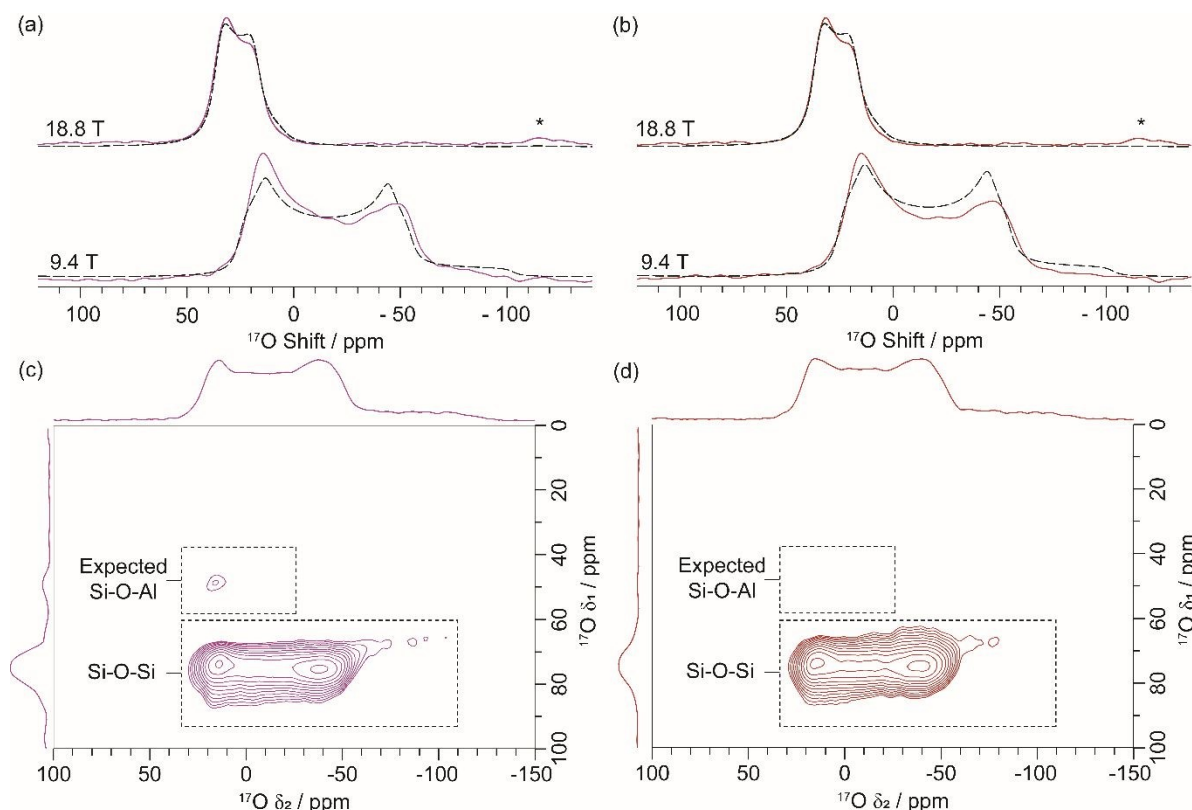 (a)
18.8 T
*
9.4 T
100 50 0 - 50 - 100
¹⁷O Shift / ppm
(b)
18.8 T
*
9.4 T
100 50 0 - 50 - 100
¹⁷O Shift / ppm
(c)
Expected
Si-O-Al
Si-O-Si
0
20
40
60
80
100
¹⁷O δ₁ / ppm
100 50 0 -50 -100 -150
¹⁷O δ₂ / ppm
(d)
Expected
Si-O-Al
Si-O-Si
0
20
40
60
80
100
¹⁷O δ₁ / ppm
100 50 0 -50 -100 -150
¹⁷O δ₂ / ppm